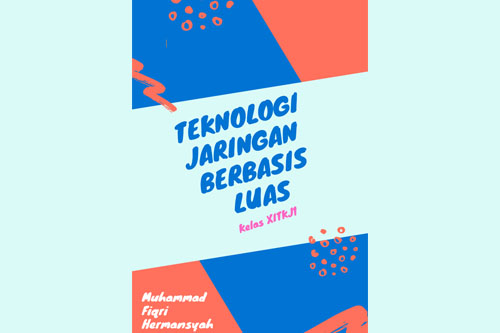 TEKNOLOGI
JARINGAN
BERBASIS
LUAS
Kelas XITKJ1
Muhammad
Fiqri
Hermansyah